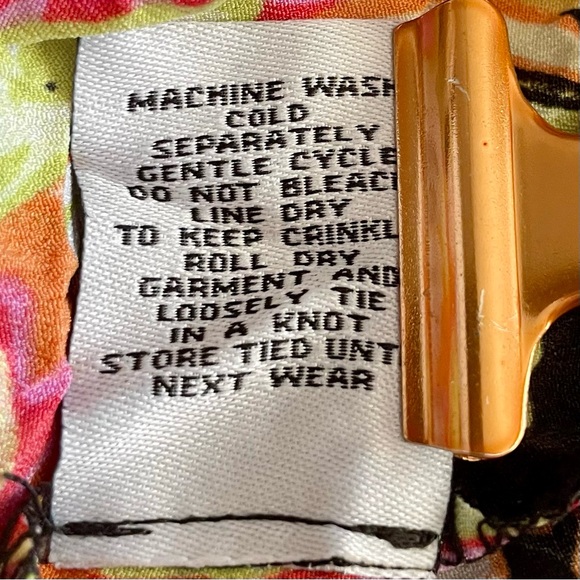 MACHINE WASH
COLD
SEPARATELY
GENTLE CYCLE
DO NOT BLEACH
LINE DRY
TO KEEP CRINKL
ROLL DRY
GARMENT AND
LOOSELY TIE
IN A KNOT
STORE TIED UNT
NEXT WEAR